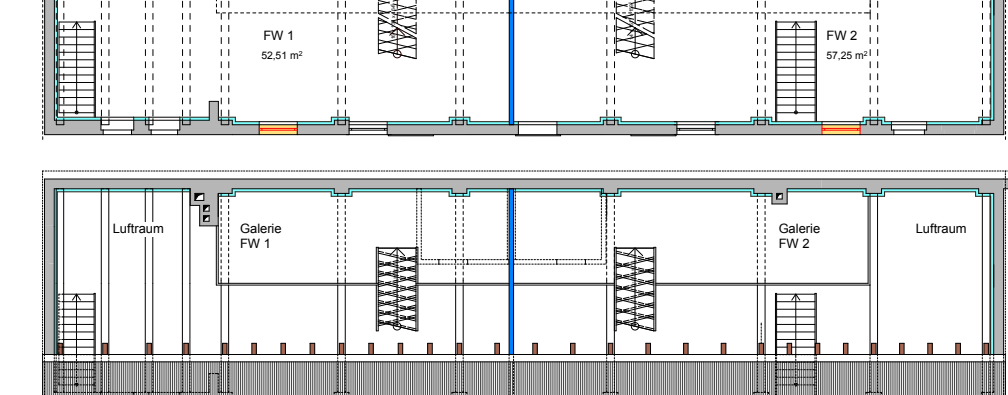 FW 1
52,51 m²
FW 2
57,25 m²
Luftraum
Galerie
FW 1
Galerie
FW 2
Luftraum